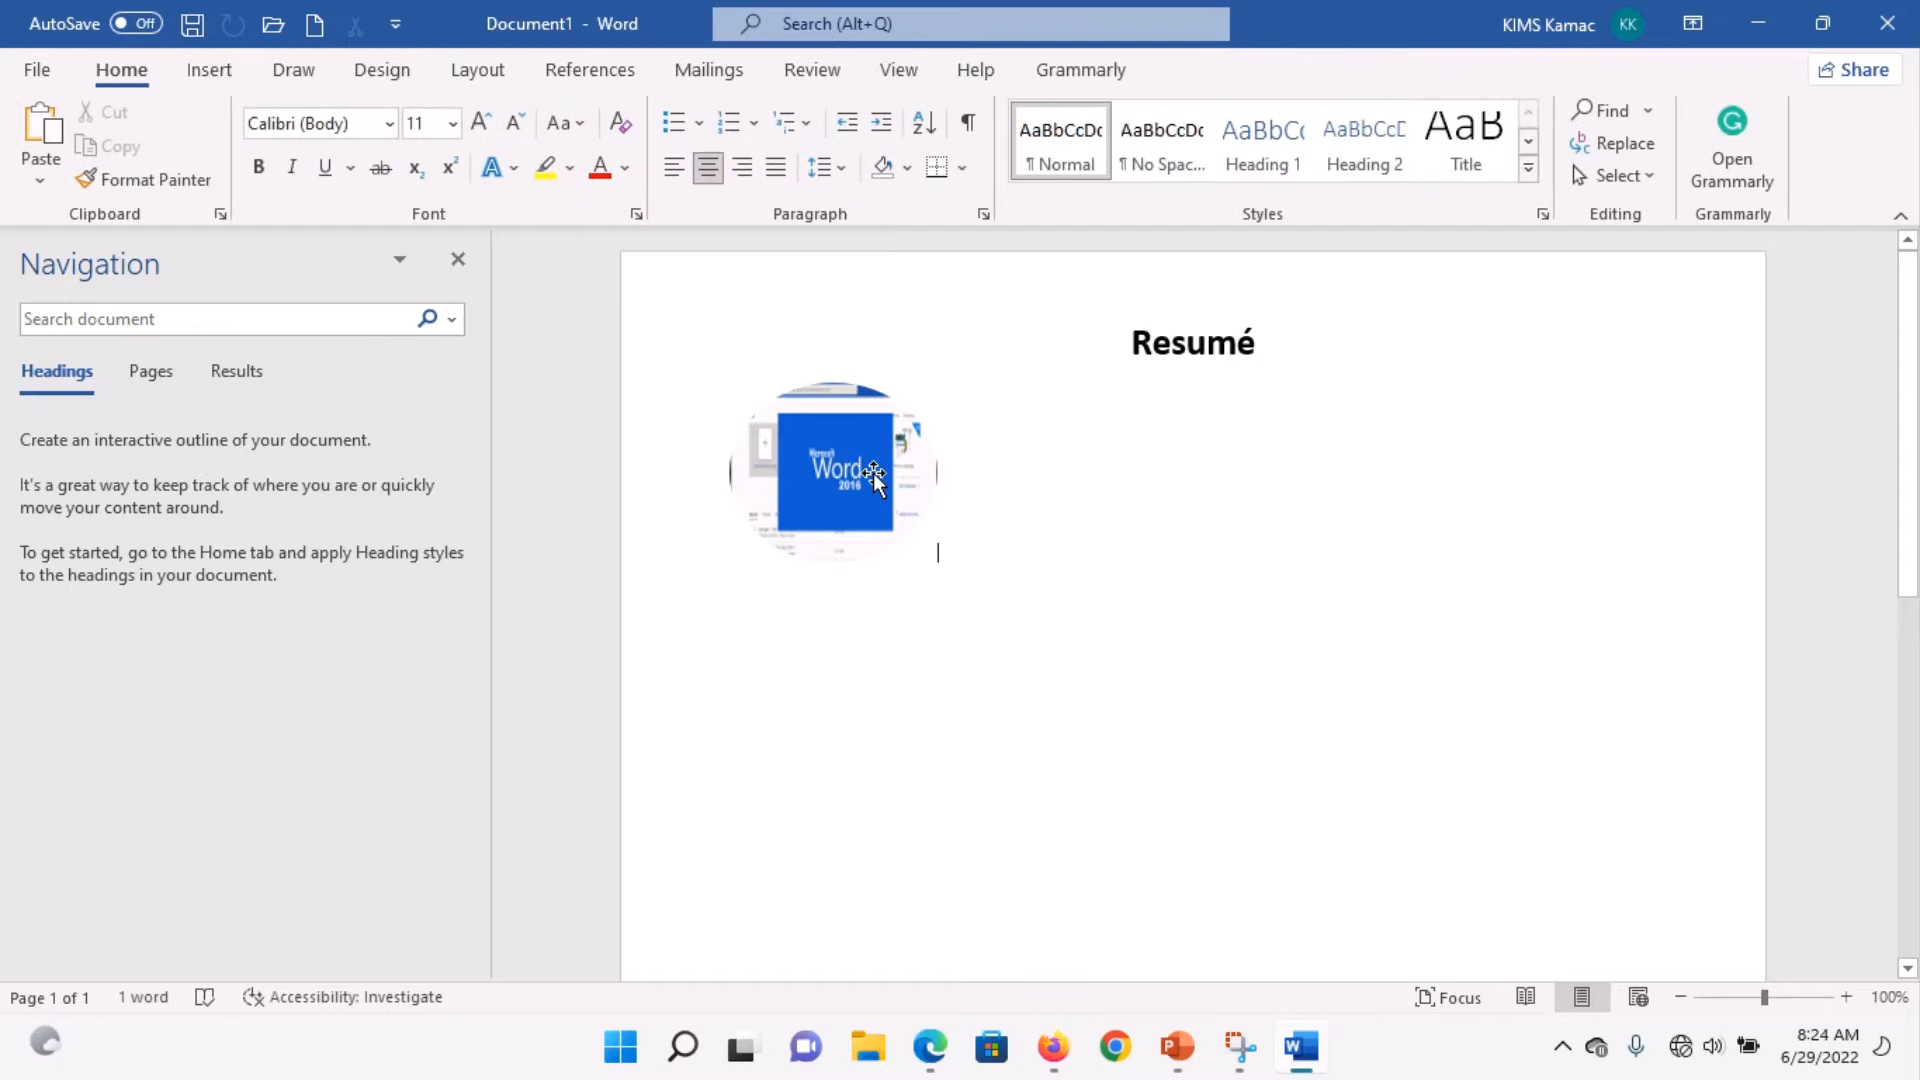 AutoSave Off Document1 - Word Search (Alt+Q) KIMS Kamac KK
File Home Insert Draw Design Layout References Mailings Review View Help Grammarly Share
Paste
Cut
Copy
Format Painter
Clipboard
Calibri (Body) 11 Aa
B I U ab x₂ x² A A
Font
Paragraph
AaBbCcDc AaBbCcDc AaBbCc AaBbCcD AaB
¶ Normal ¶ No Spac... Heading 1 Heading 2 Title
Styles
Find
Replace
Select
Editing
Open
Grammarly
Grammarly
Navigation
Search document
Headings Pages Results
Create an interactive outline of your document.
It's a great way to keep track of where you are or quickly
move your content around.
To get started, go to the Home tab and apply Heading styles
to the headings in your document.
Resumé
Microsoft
Word
2016
Page 1 of 1 1 word Accessibility: Investigate Focus 100%
8:24 AM
6/29/2022